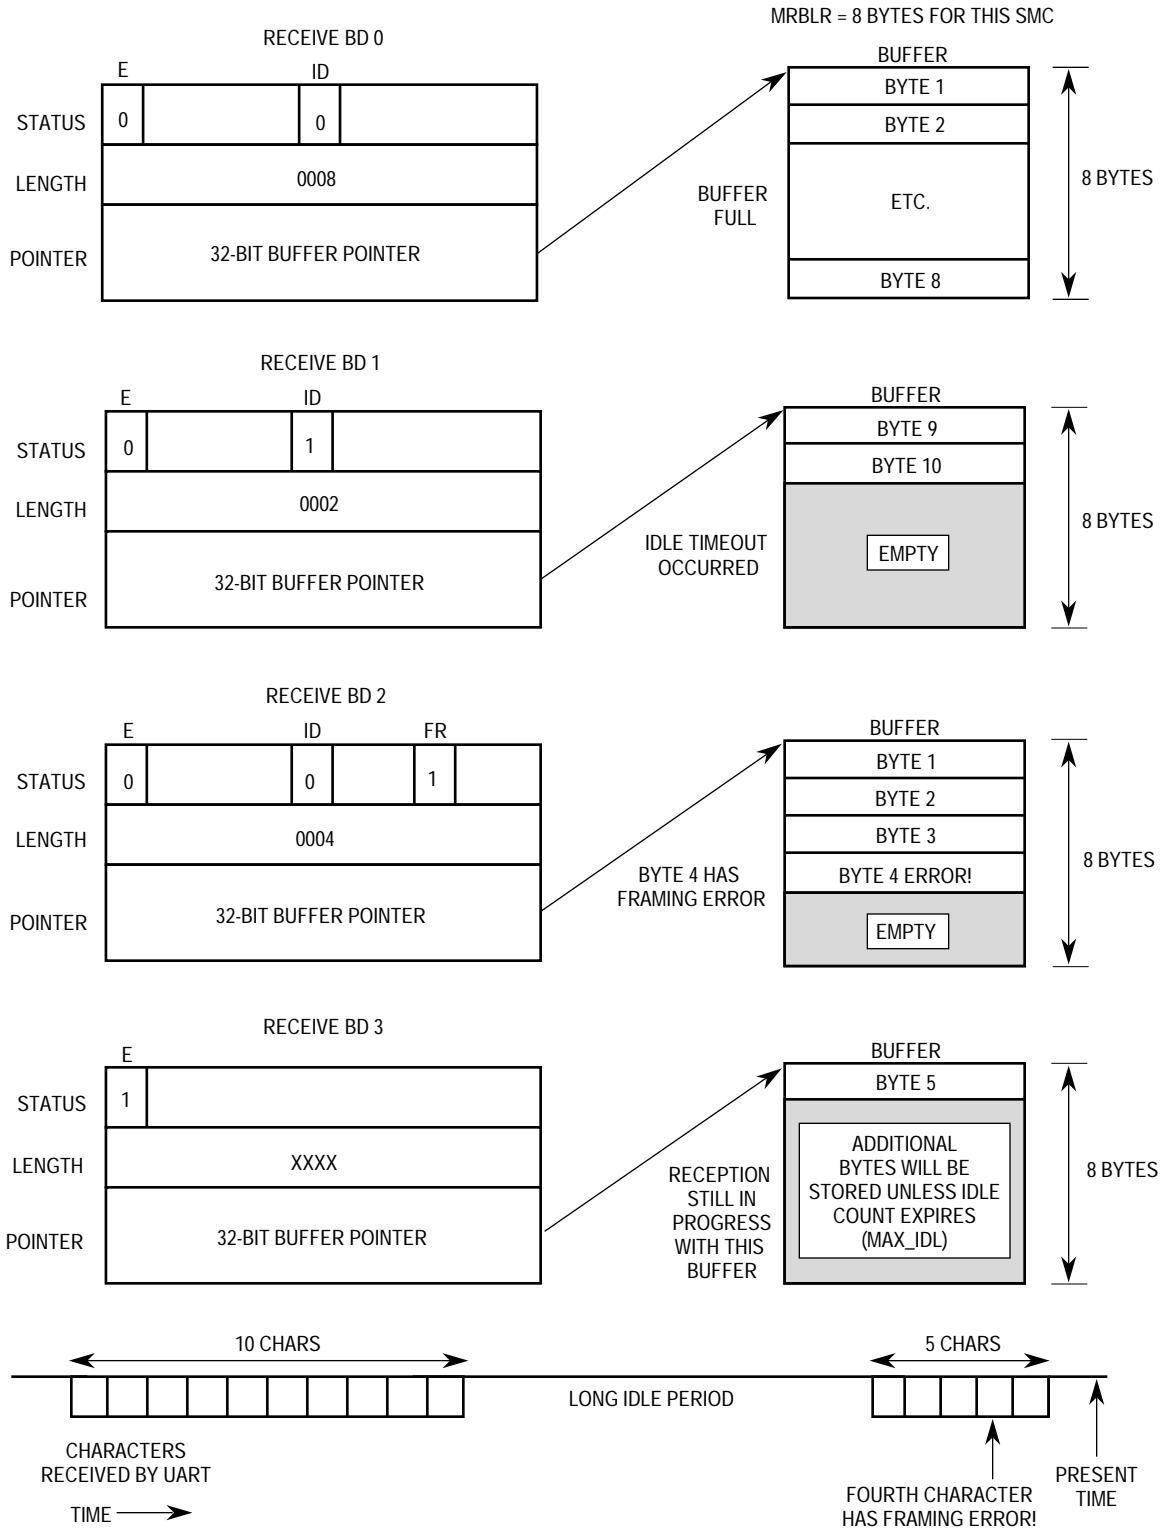 MRBLR = 8 BYTES FOR THIS SMC
RECEIVE BD 0
E ID
STATUS 0 0
LENGTH 0008
POINTER 32-BIT BUFFER POINTER
BUFFER
BYTE 1
BYTE 2
ETC.
BYTE 8
BUFFER
FULL
8 BYTES
RECEIVE BD 1
E ID
STATUS 0 1
LENGTH 0002
POINTER 32-BIT BUFFER POINTER
BUFFER
BYTE 9
BYTE 10
EMPTY
IDLE TIMEOUT
OCCURRED
8 BYTES
RECEIVE BD 2
E ID FR
STATUS 0 0 1
LENGTH 0004
POINTER 32-BIT BUFFER POINTER
BUFFER
BYTE 1
BYTE 2
BYTE 3
BYTE 4 ERROR!
EMPTY
BYTE 4 HAS
FRAMING ERROR
8 BYTES
RECEIVE BD 3
E
STATUS 1
LENGTH XXXX
POINTER 32-BIT BUFFER POINTER
BUFFER
BYTE 5
ADDITIONAL
BYTES WILL BE
STORED UNLESS IDLE
COUNT EXPIRES
(MAX_IDL)
RECEPTION
STILL IN
PROGRESS
WITH THIS
BUFFER
8 BYTES
10 CHARS
5 CHARS
LONG IDLE PERIOD
CHARACTERS
RECEIVED BY UART
TIME
FOURTH CHARACTER
HAS FRAMING ERROR!
PRESENT
TIME